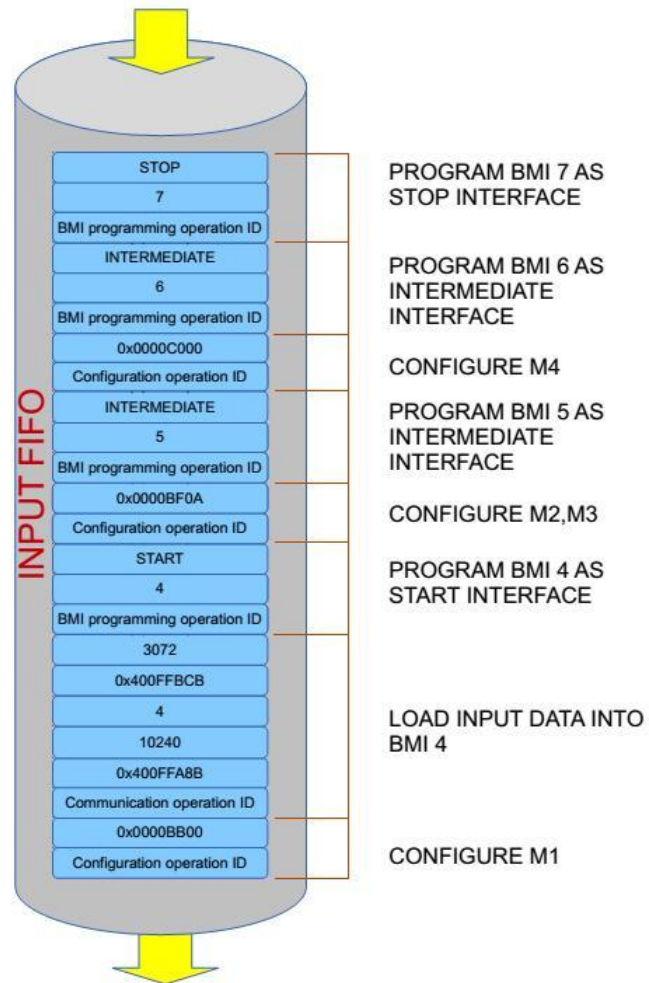 INPUT FIFO
STOP
7
BMI programming operation ID
INTERMEDIATE
6
BMI programming operation ID
0x0000C000
Configuration operation ID
INTERMEDIATE
5
BMI programming operation ID
0x0000BF0A
Configuration operation ID
START
4
BMI programming operation ID
3072
0x400FFBCB
4
10240
0x400FFA8B
Communication operation ID
0x0000BB00
Configuration operation ID
PROGRAM BMI 7 AS
STOP INTERFACE
PROGRAM BMI 6 AS
INTERMEDIATE
INTERFACE
CONFIGURE M4
PROGRAM BMI 5 AS
INTERMEDIATE
INTERFACE
CONFIGURE M2,M3
PROGRAM BMI 4 AS
START INTERFACE
LOAD INPUT DATA INTO
BMI 4
CONFIGURE M1